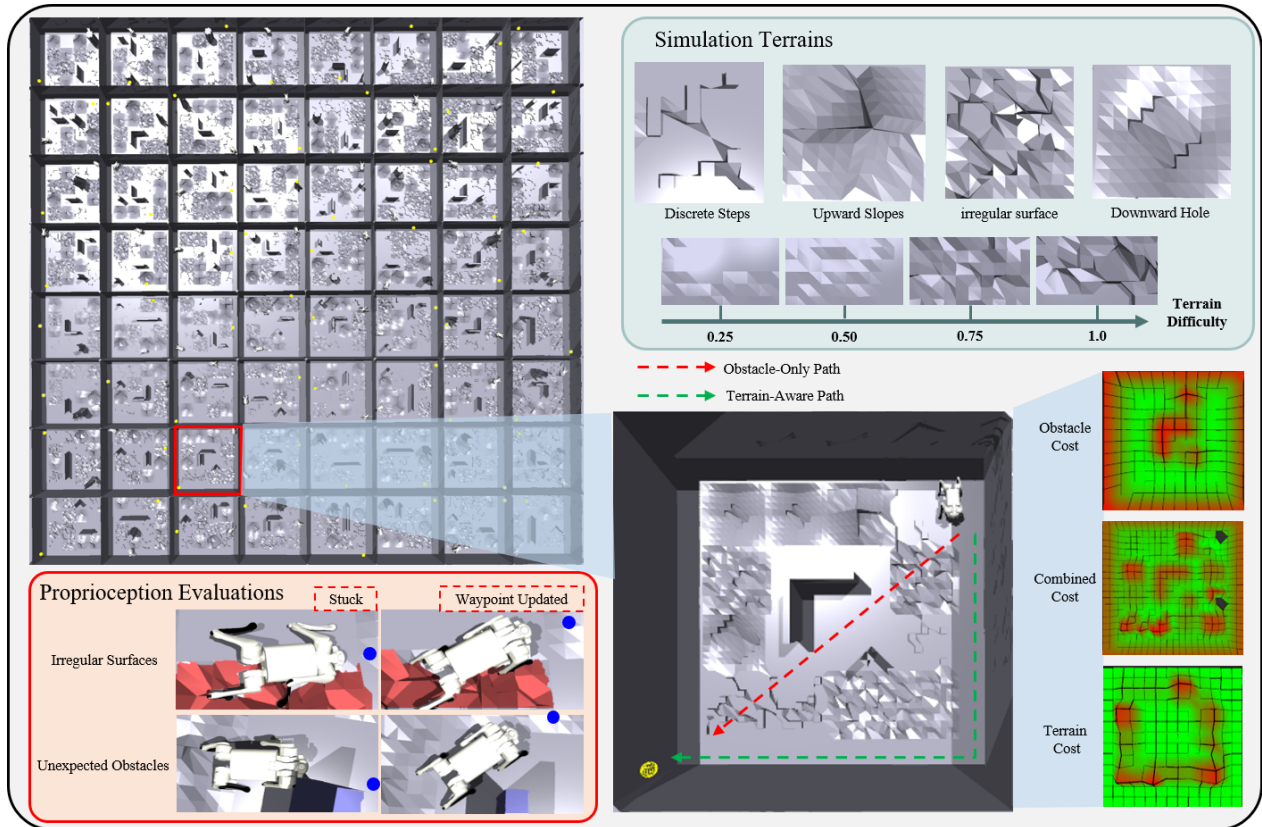 Simulation Terrains
Discrete Steps
Upward Slopes
irregular surface
Downward Hole
Terrain
Difficulty
0.25
0.50
0.75
1.0
Obstacle-Only Path
Terrain-Aware Path
Obstacle
Cost
Combined
Cost
Terrain
Cost
Proprioception Evaluations
Stuck
Waypoint Updated
Irregular Surfaces
Unexpected Obstacles